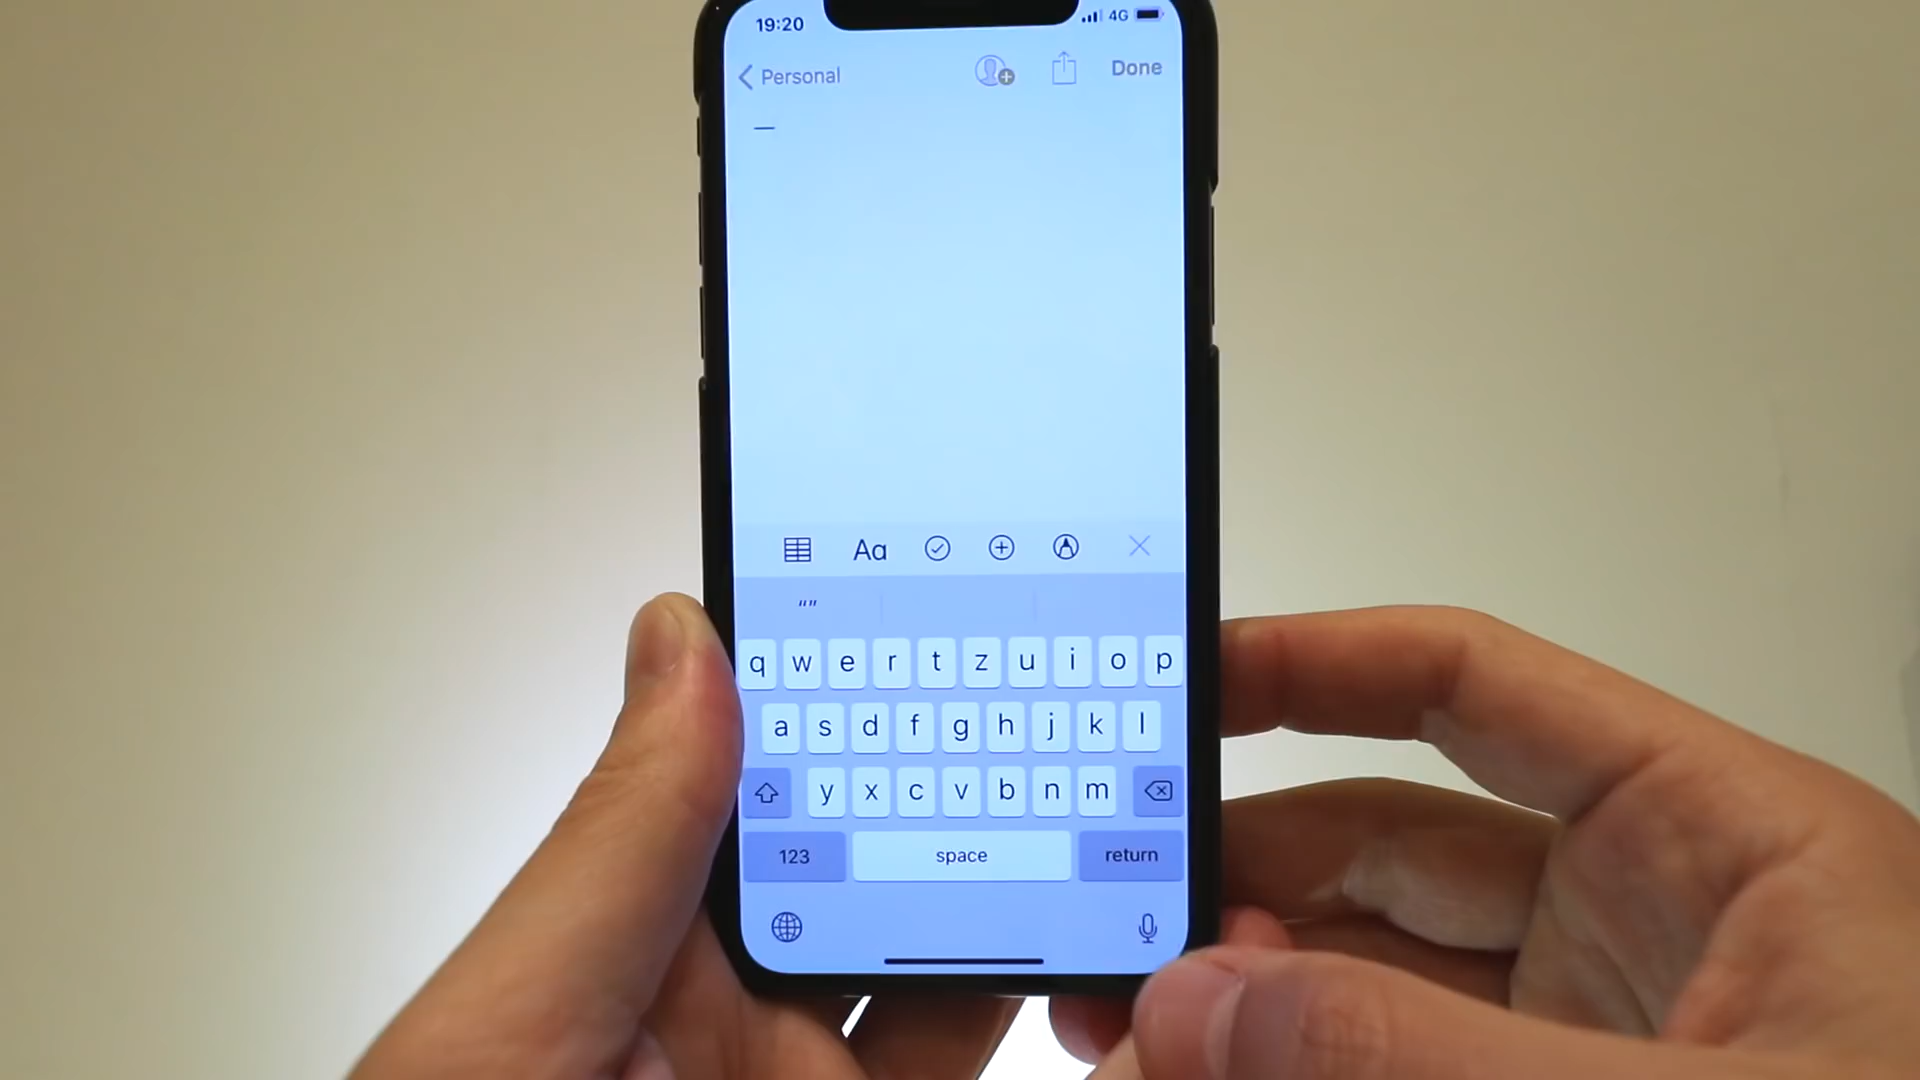 19:20 4G
Personal Done
—
Aa
“”
q w e r t z u i o p
a s d f g h j k l
y x c v b n m
123 space return